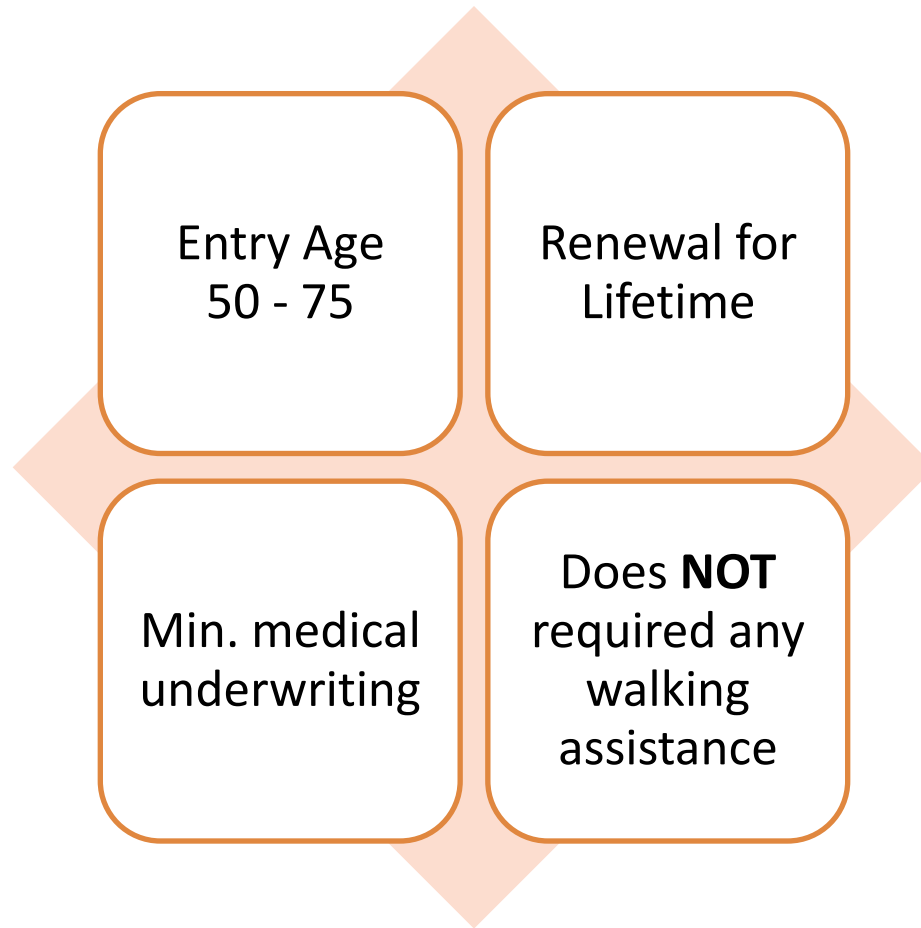 Entry Age
50 - 75
Renewal for
Lifetime
Min. medical
underwriting
Does NOT
required any
walking
assistance